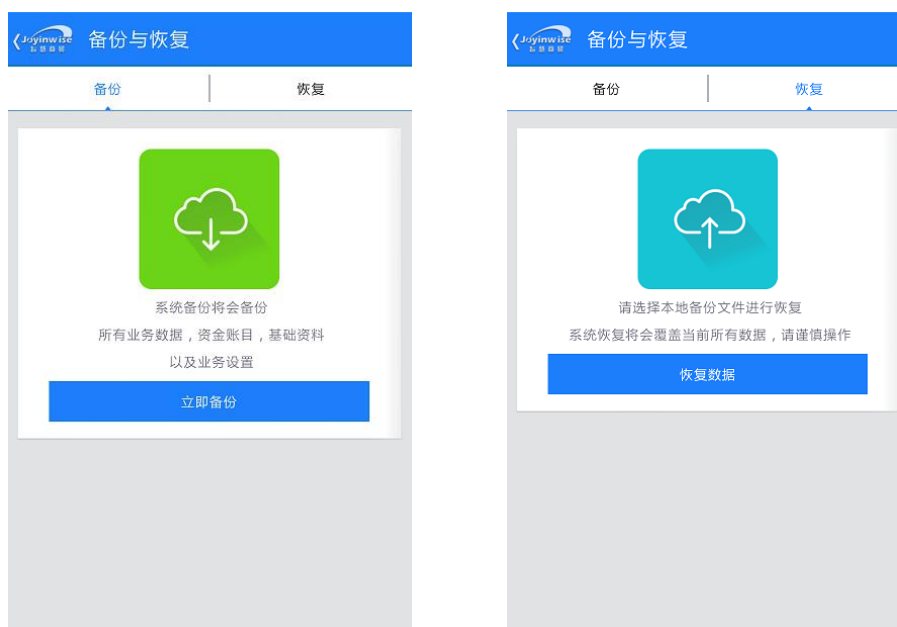 Joyinwise
备份与恢复
备份
恢复
系统备份将会备份
所有业务数据，资金账目，基础资料
以及业务设置
立即备份
Joyinwise
备份与恢复
备份
恢复
请选择本地备份文件进行恢复
系统恢复将会覆盖当前所有数据，请谨慎操作
恢复数据